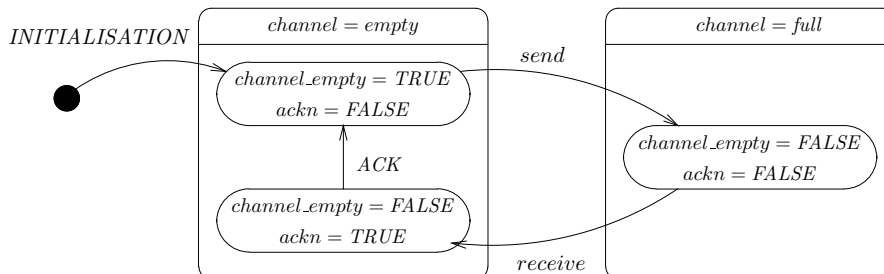 INITIALISATION
channel = empty
channel_empty = TRUE
ackn = FALSE
ACK
channel_empty = FALSE
ackn = TRUE
send
receive
channel = full
channel_empty = FALSE
ackn = FALSE